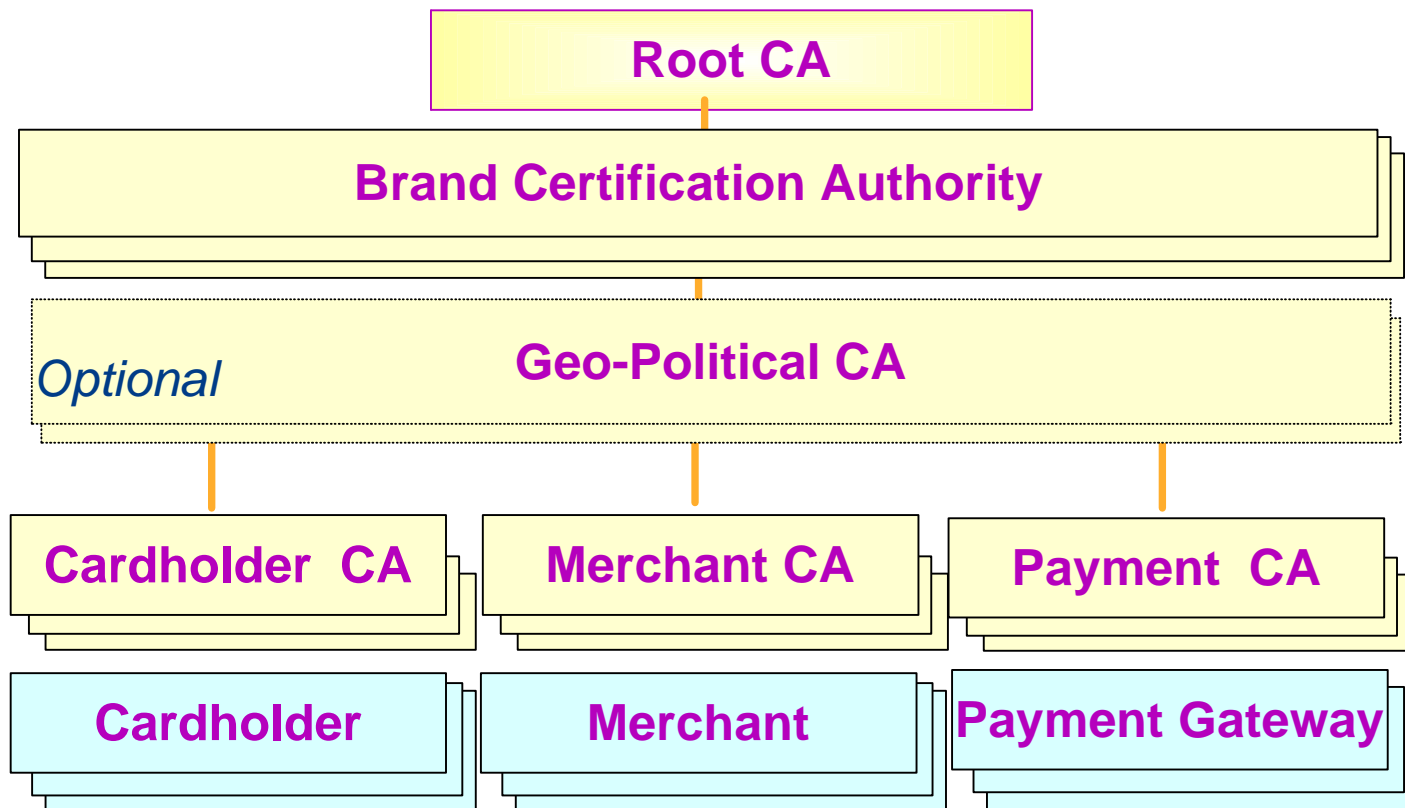 Root CA
Brand Certification Authority
Geo-Political CA
Optional
Cardholder  CA
Merchant CA
Payment  CA
Cardholder
Merchant
Payment Gateway